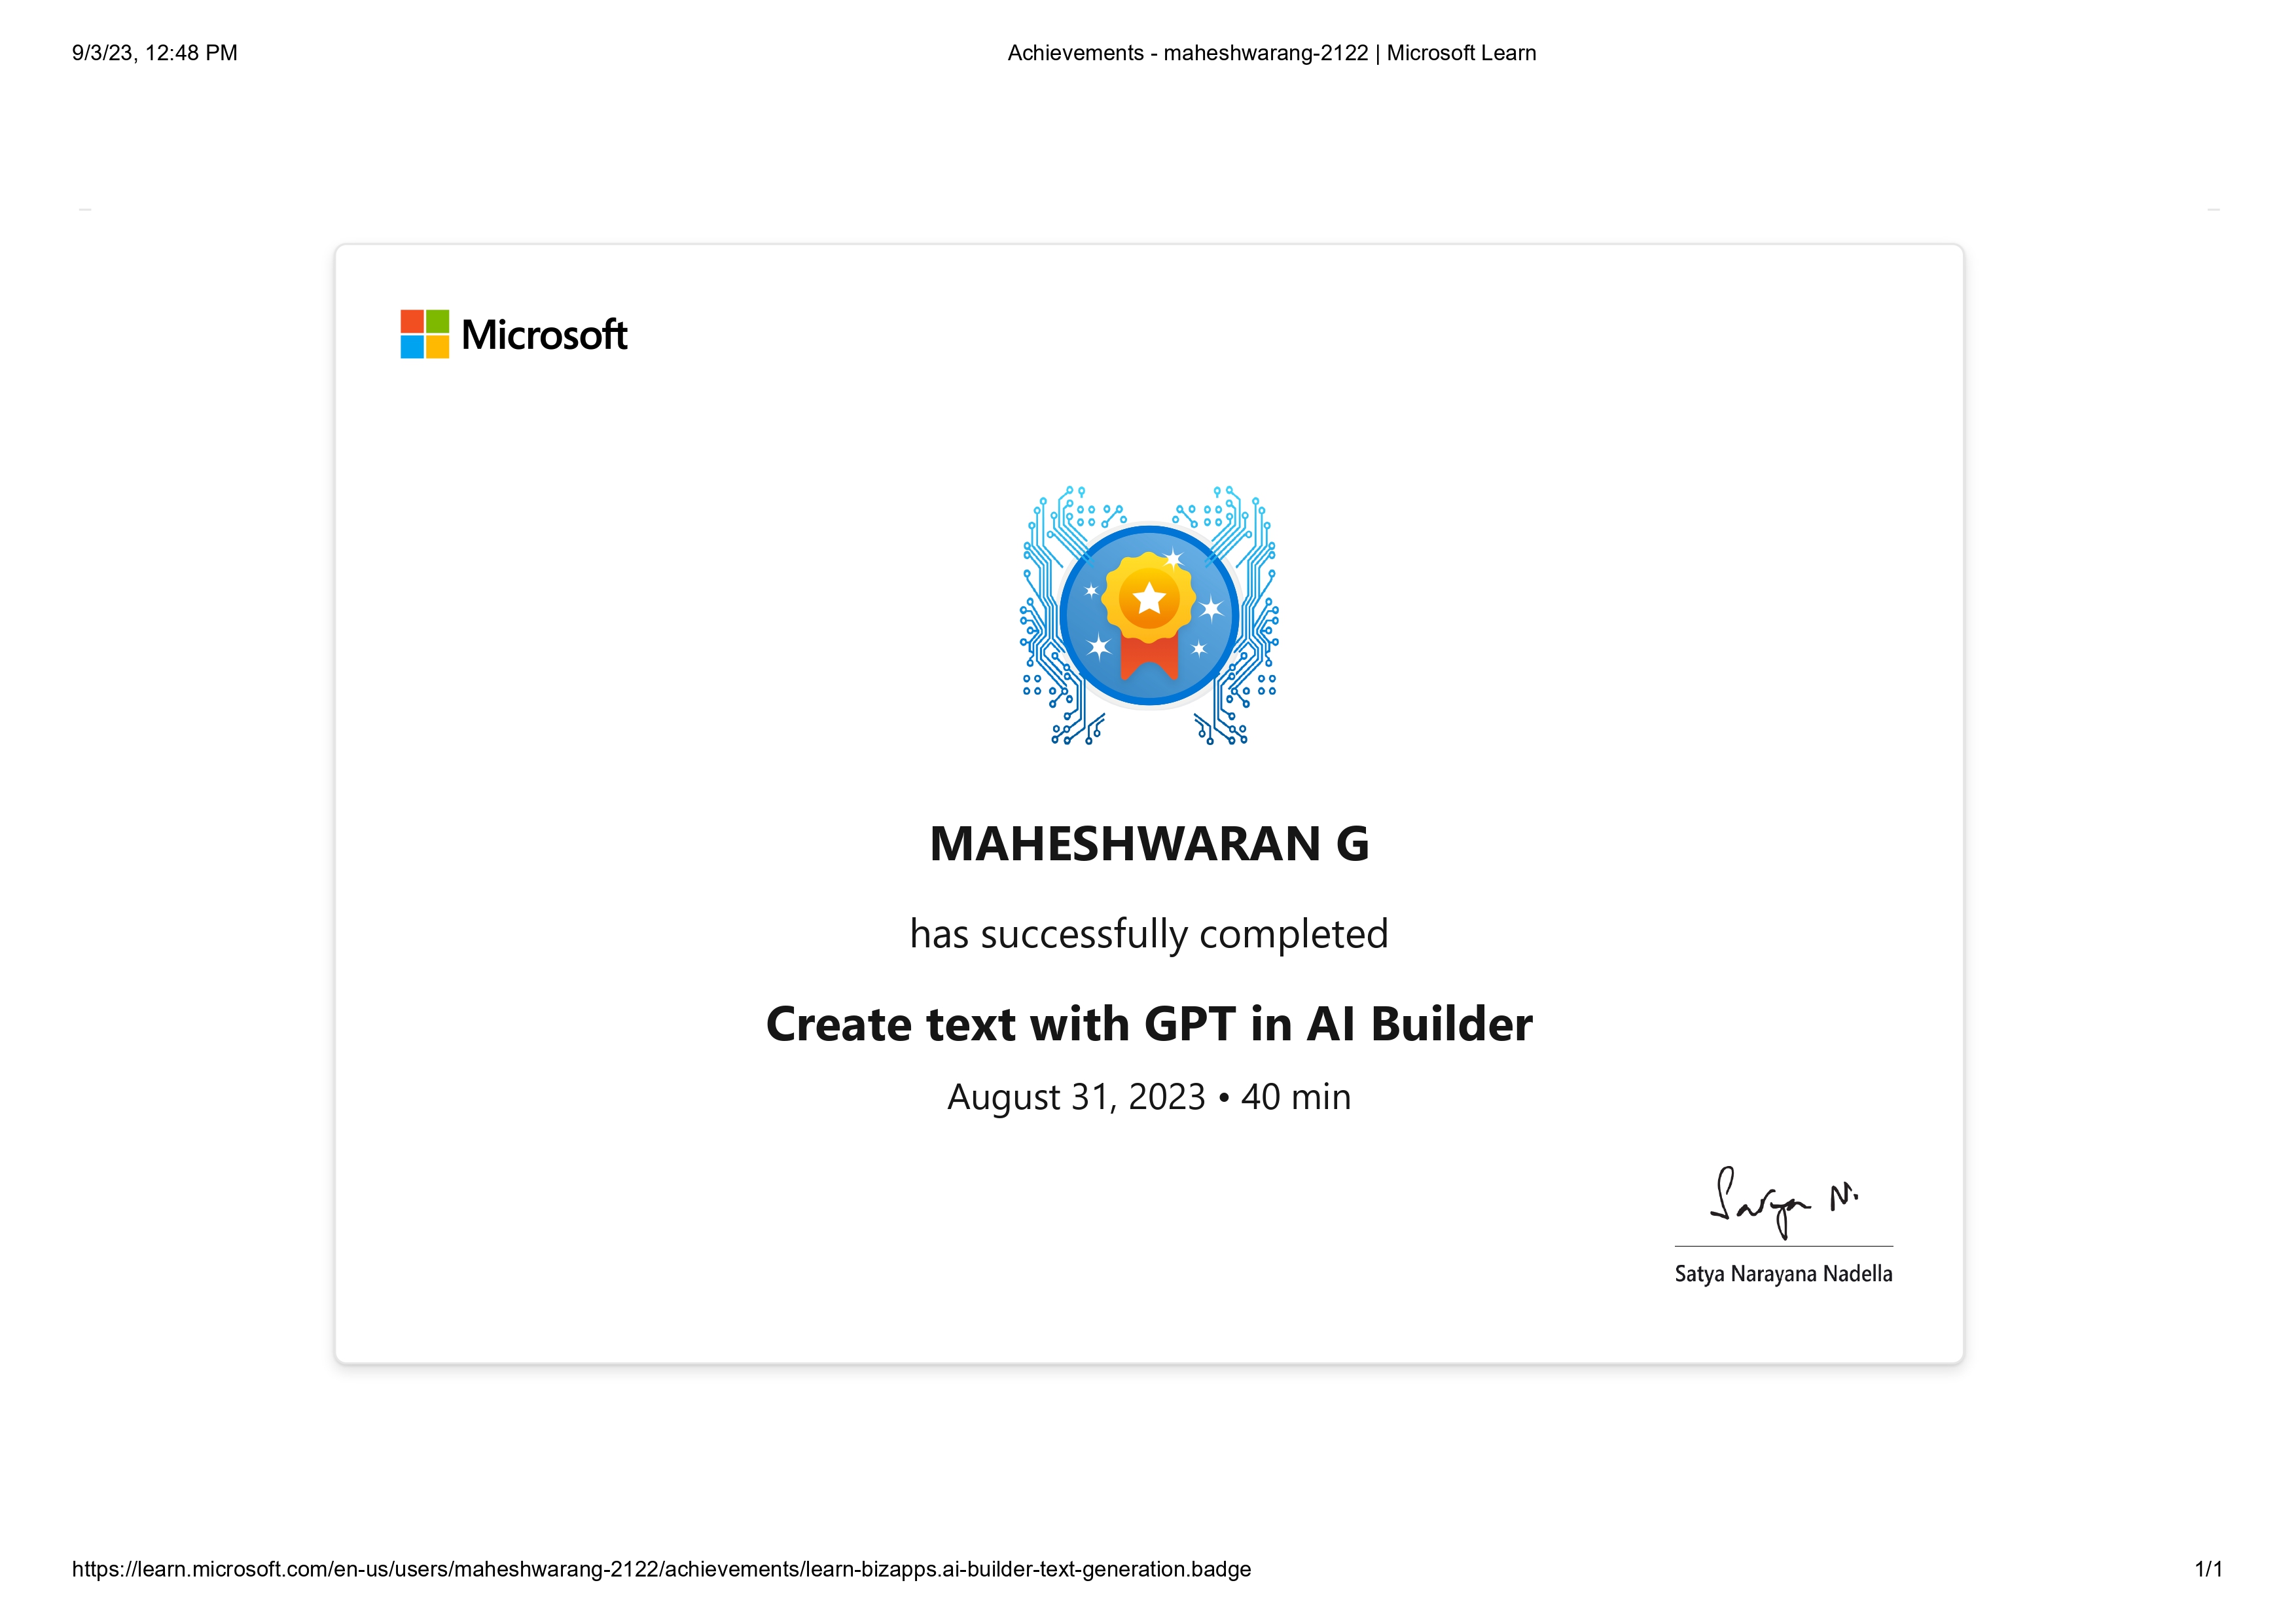 9/3/23, 12:48 PM
Achievements - maheshwarang-2122 | Microsoft Learn
Microsoft
MAHESHWARAN G
has successfully completed
Create text with GPT in AI Builder
August 31, 2023 • 40 min
Satya N.
Satya Narayana Nadella
https://learn.microsoft.com/en-us/users/maheshwarang-2122/achievements/learn-bizapps.ai-builder-text-generation.badge
1/1